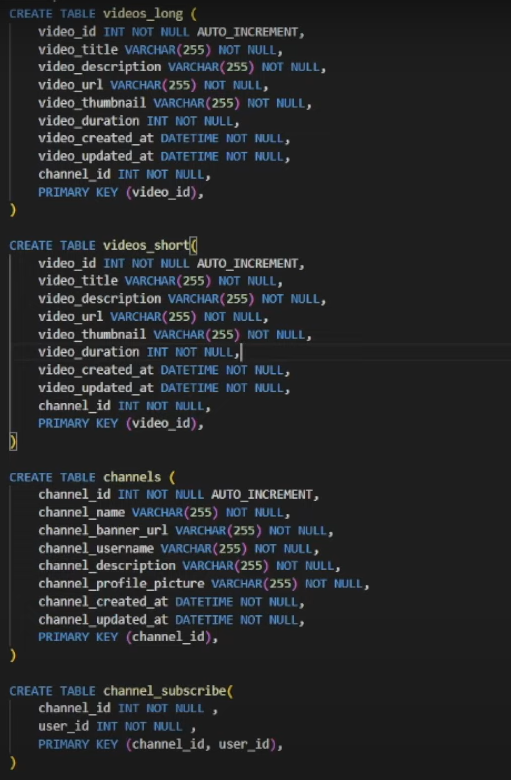 CREATE TABLE videos_long (
    video_id INT NOT NULL AUTO_INCREMENT,
    video_title VARCHAR(255) NOT NULL,
    video_description VARCHAR(255) NOT NULL,
    video_url VARCHAR(255) NOT NULL,
    video_thumbnail VARCHAR(255) NOT NULL,
    video_duration INT NOT NULL,
    video_created_at DATETIME NOT NULL,
    video_updated_at DATETIME NOT NULL,
    channel_id INT NOT NULL,
    PRIMARY KEY (video_id),
)
CREATE TABLE videos_short(
    video_id INT NOT NULL AUTO_INCREMENT,
    video_title VARCHAR(255) NOT NULL,
    video_description VARCHAR(255) NOT NULL,
    video_url VARCHAR(255) NOT NULL,
    video_thumbnail VARCHAR(255) NOT NULL,
    video_duration INT NOT NULL,
    video_created_at DATETIME NOT NULL,
    video_updated_at DATETIME NOT NULL,
    channel_id INT NOT NULL,
    PRIMARY KEY (video_id),
)
CREATE TABLE channels (
    channel_id INT NOT NULL AUTO_INCREMENT,
    channel_name VARCHAR(255) NOT NULL,
    channel_banner_url VARCHAR(255) NOT NULL,
    channel_username VARCHAR(255) NOT NULL,
    channel_description VARCHAR(255) NOT NULL,
    channel_profile_picture VARCHAR(255) NOT NULL,
    channel_created_at DATETIME NOT NULL,
    channel_updated_at DATETIME NOT NULL,
    PRIMARY KEY (channel_id),
)
CREATE TABLE channel_subscribe(
    channel_id INT NOT NULL ,
    user_id INT NOT NULL ,
    PRIMARY KEY (channel_id, user_id),
)